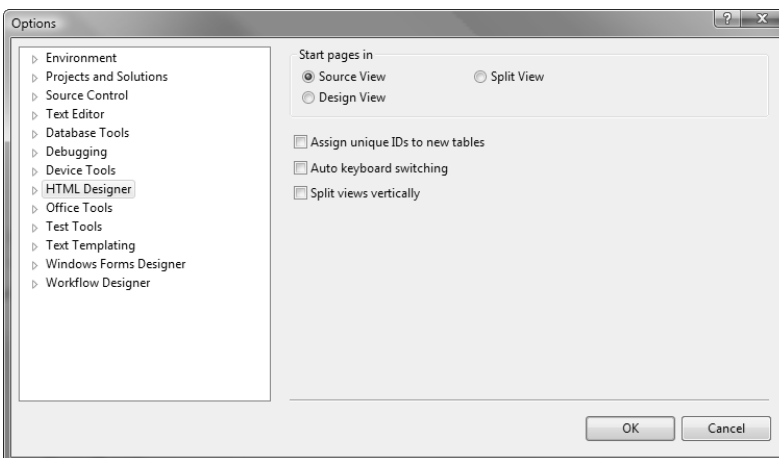 Options
Environment
Projects and Solutions
Source Control
Text Editor
Database Tools
Debugging
Device Tools
HTML Designer
Office Tools
Test Tools
Text Templating
Windows Forms Designer
Workflow Designer
Start pages in
Source View Split View
Design View
Assign unique IDs to new tables
Auto keyboard switching
Split views vertically
OK Cancel